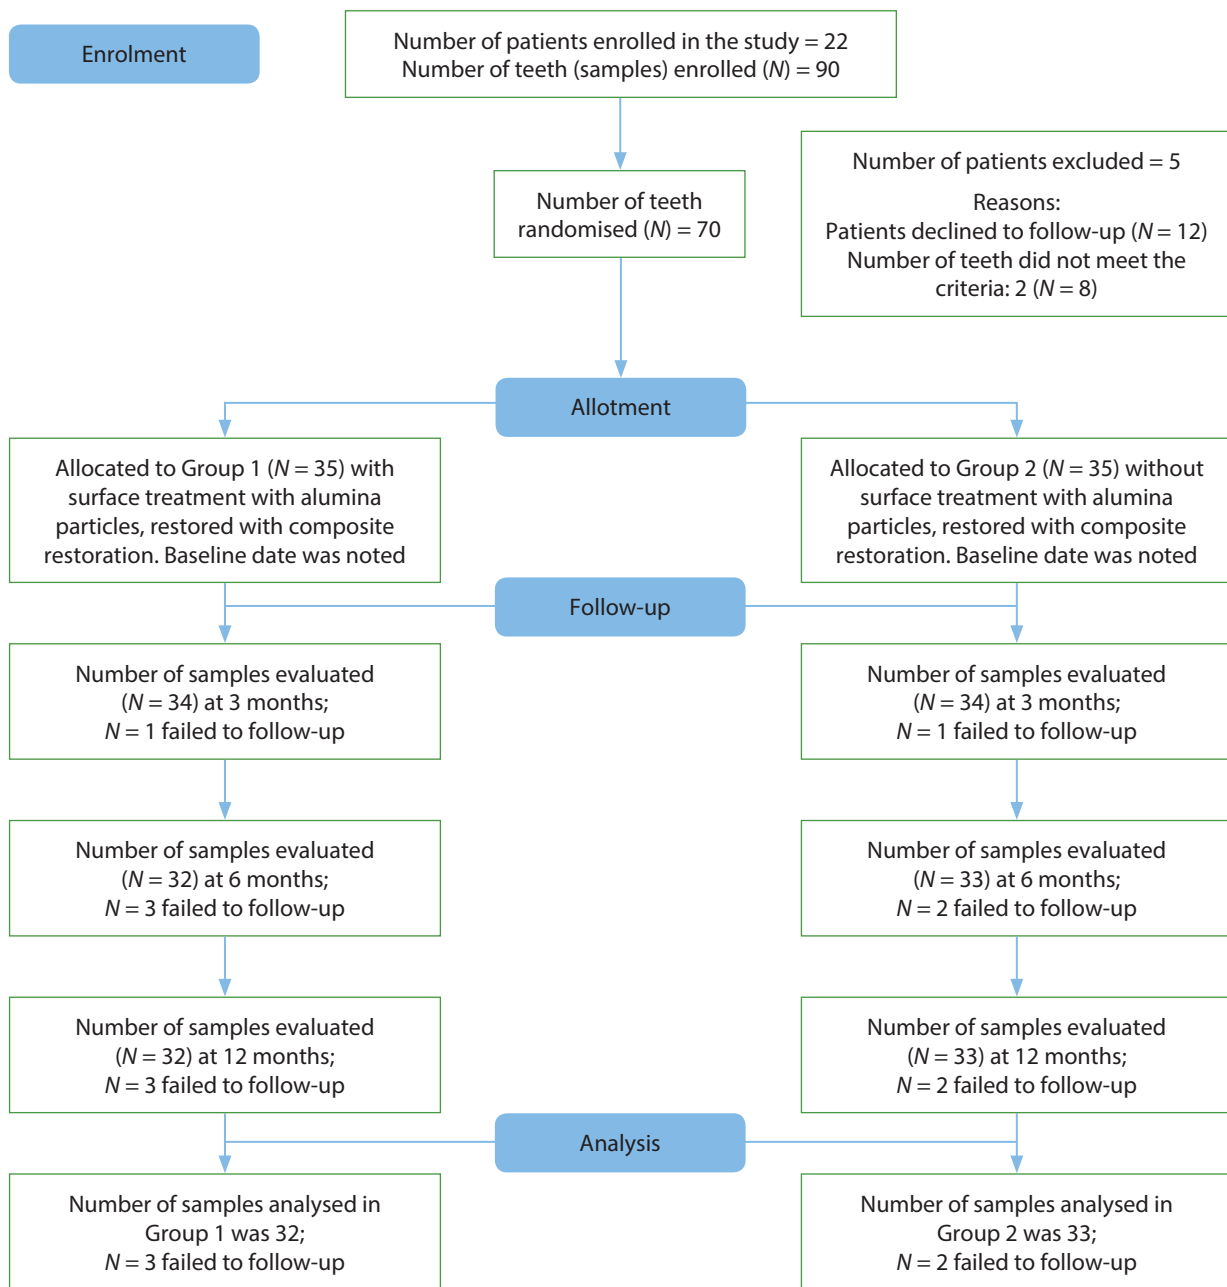 Enrolment
Number of patients enrolled in the study = 22
Number of teeth (samples) enrolled (N) = 90
Number of teeth
randomised (N) = 70
Number of patients excluded = 5
Reasons:
Patients declined to follow-up (N = 12)
Number of teeth did not meet the
criteria: 2 (N = 8)
Allotment
Allocated to Group 1 (N = 35) with
surface treatment with alumina
particles, restored with composite
restoration. Baseline date was noted
Allocated to Group 2 (N = 35) without
surface treatment with alumina
particles, restored with composite
restoration. Baseline date was noted
Follow-up
Number of samples evaluated
(N = 34) at 3 months;
N = 1 failed to follow-up
Number of samples evaluated
(N = 34) at 3 months;
N = 1 failed to follow-up
Number of samples evaluated
(N = 32) at 6 months;
N = 3 failed to follow-up
Number of samples evaluated
(N = 33) at 6 months;
N = 2 failed to follow-up
Number of samples evaluated
(N = 32) at 12 months;
N = 3 failed to follow-up
Number of samples evaluated
(N = 33) at 12 months;
N = 2 failed to follow-up
Analysis
Number of samples analysed in
Group 1 was 32;
N = 3 failed to follow-up
Number of samples analysed in
Group 2 was 33;
N = 2 failed to follow-up